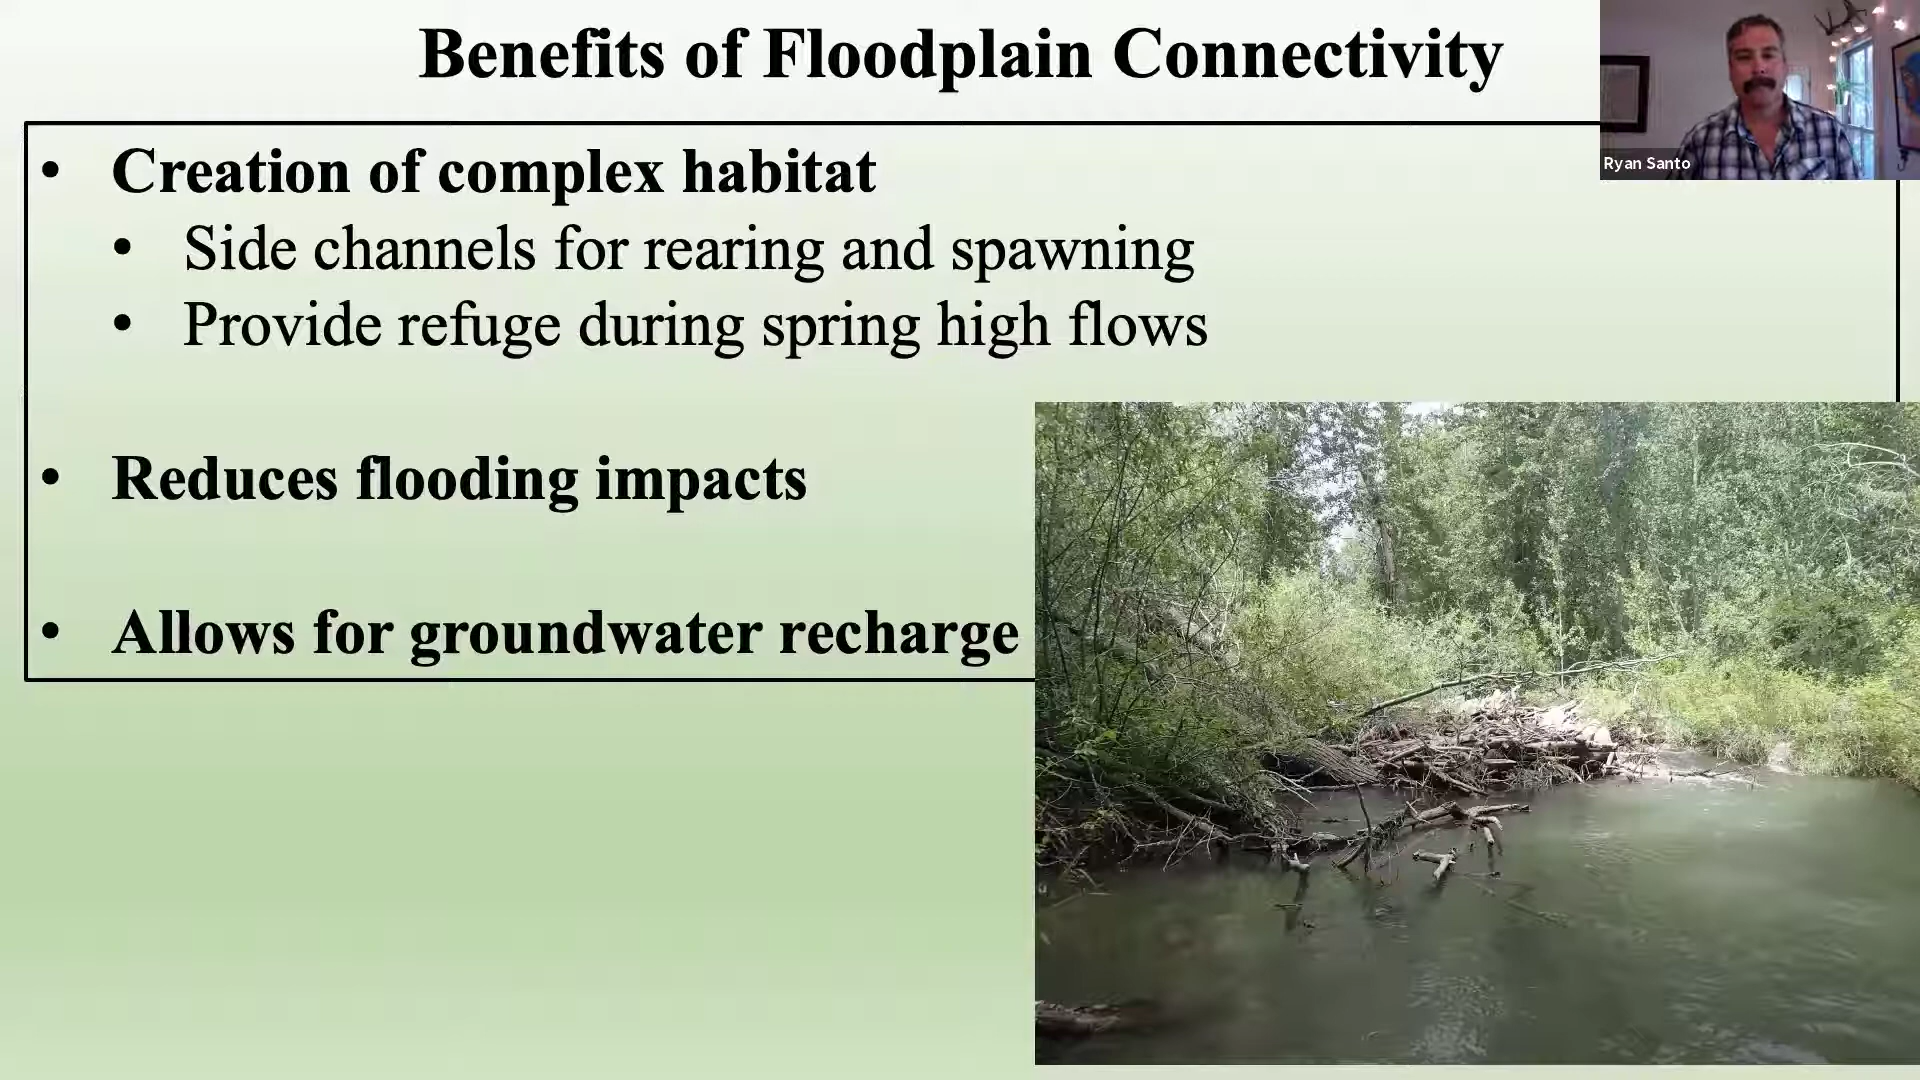 Benefits of Floodplain Connectivity
Ryan Santo
• Creation of complex habitat
• Side channels for rearing and spawning
• Provide refuge during spring high flows
• Reduces flooding impacts
• Allows for groundwater recharge